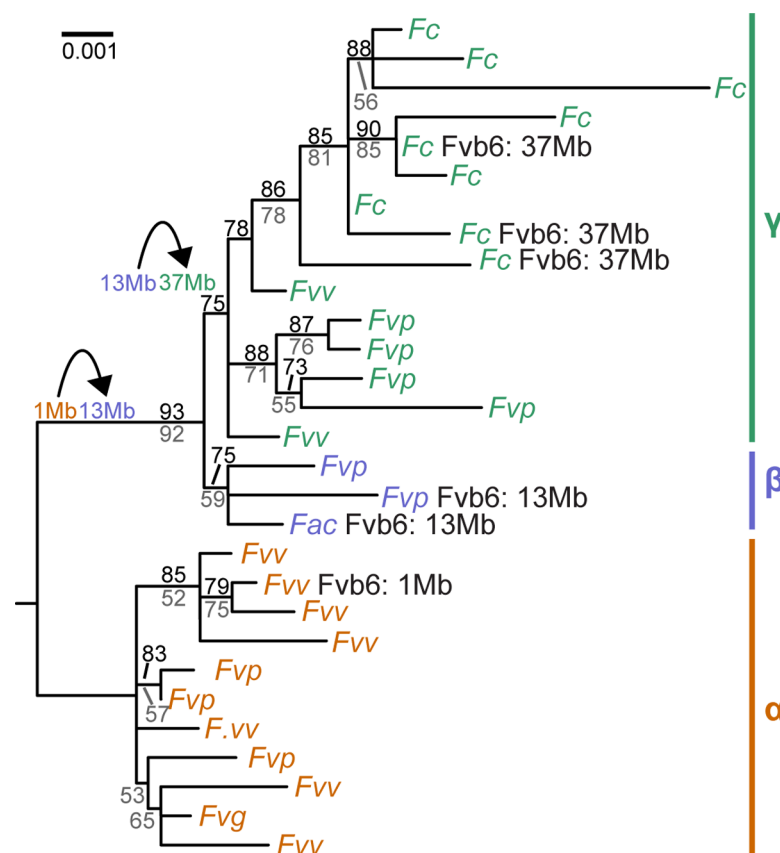 Fc
0.001
88
Fc
Fc
56
Fc
90
85
85
81
Fc Fvb6: 37Mb
Fc
86
78
Fc
78
Fc Fvb6: 37Mb
Fc Fvb6: 37Mb
γ
13Mb 37Mb
Fvv
75
Fvp
87
76
Fvp
88
71
73
Fvp
55
Fvp
1Mb 13Mb
93
92
Fvv
75
Fvp
59
Fvp Fvb6: 13Mb
β
Fac Fvb6: 13Mb
Fvv
85
52
79
75
Fvv Fvb6: 1Mb
Fvv
Fvv
83
Fvp
57
Fvp
α
F.vv
Fvp
53
Fvv
65
Fvg
Fvv